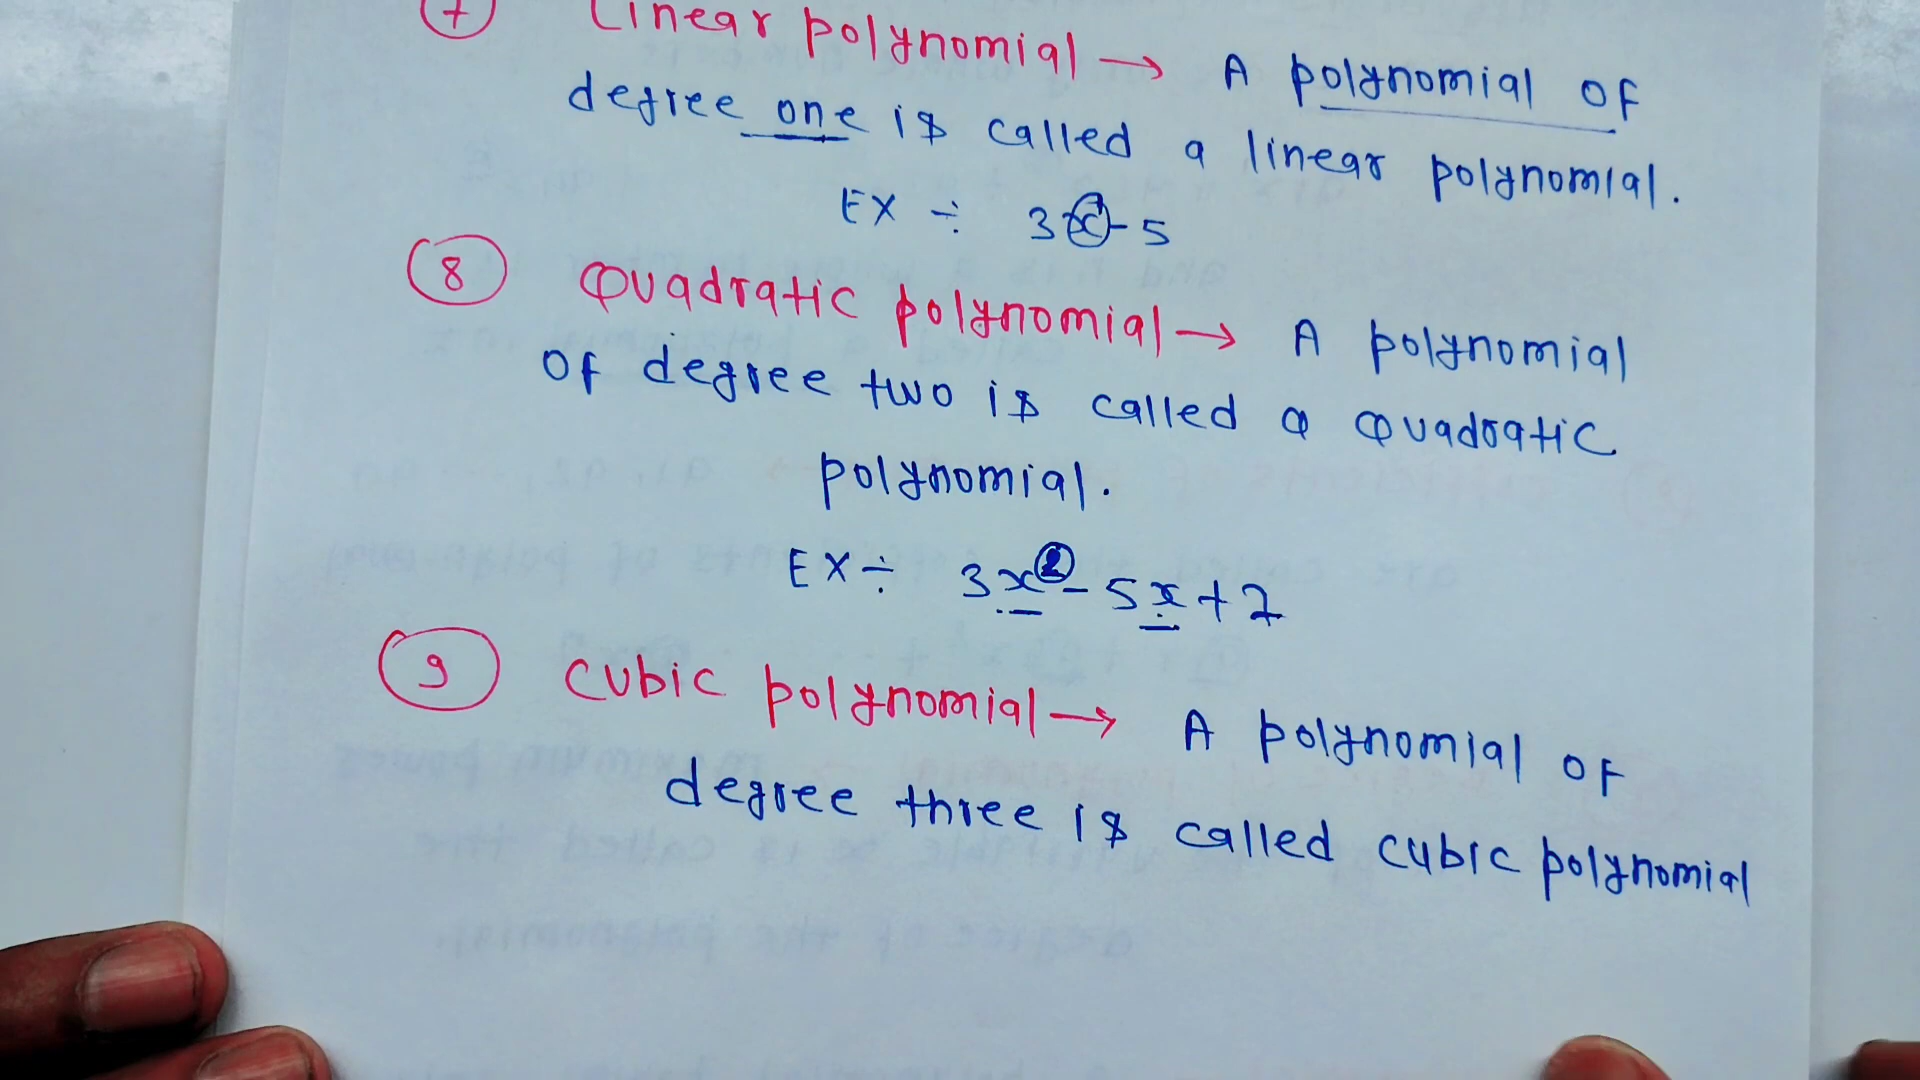 7 Linear polynomial → A polynomial of
degree one is called a linear polynomial.
Ex ÷ 3x - 5
8 Quadratic polynomial → A polynomial
of degree two is called a Quadratic
polynomial.
Ex ÷ 3x² - 5x + 7
9 Cubic polynomial → A polynomial of
degree three is called cubic polynomial